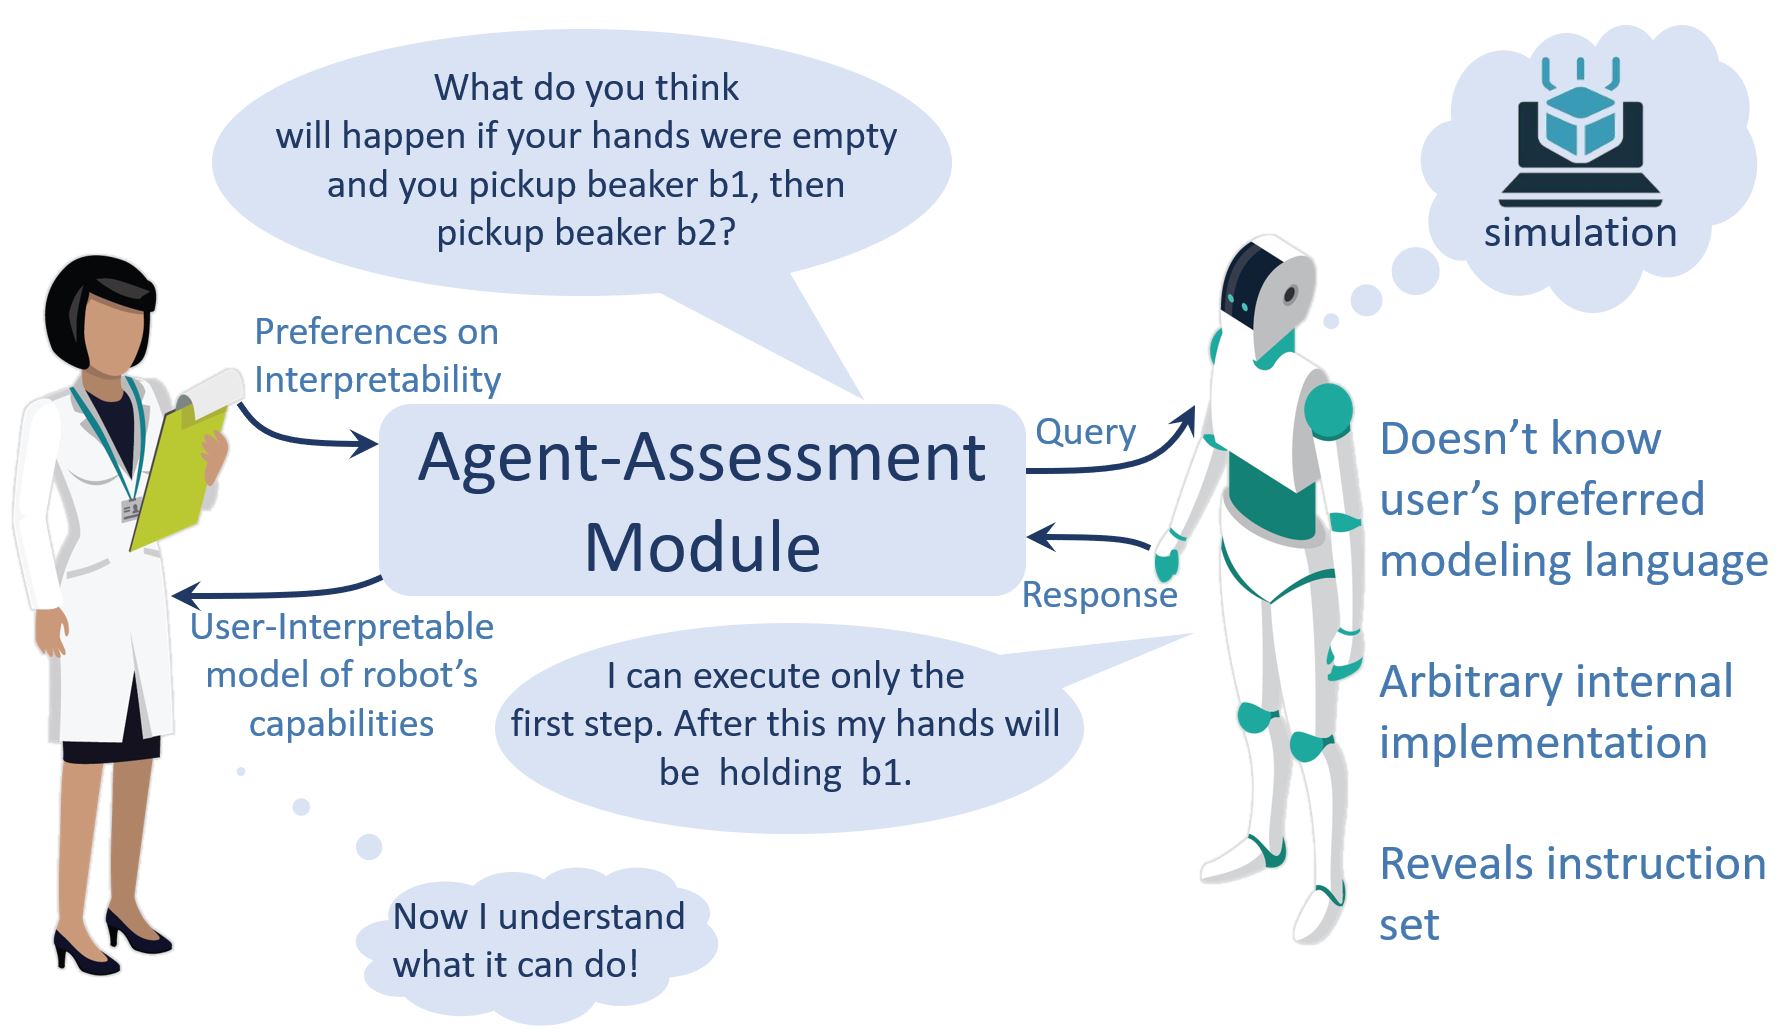 What do you think
will happen if your hands were empty
and you pickup beaker b1, then
pickup beaker b2?
simulation
Preferences on
Interpretability
Agent-Assessment
Module
Query
Response
User-Interpretable
model of robot’s
capabilities
I can execute only the
first step. After this my hands will
be holding b1.
Now I understand
what it can do!
Doesn’t know
user’s preferred
modeling language
Arbitrary internal
implementation
Reveals instruction
set